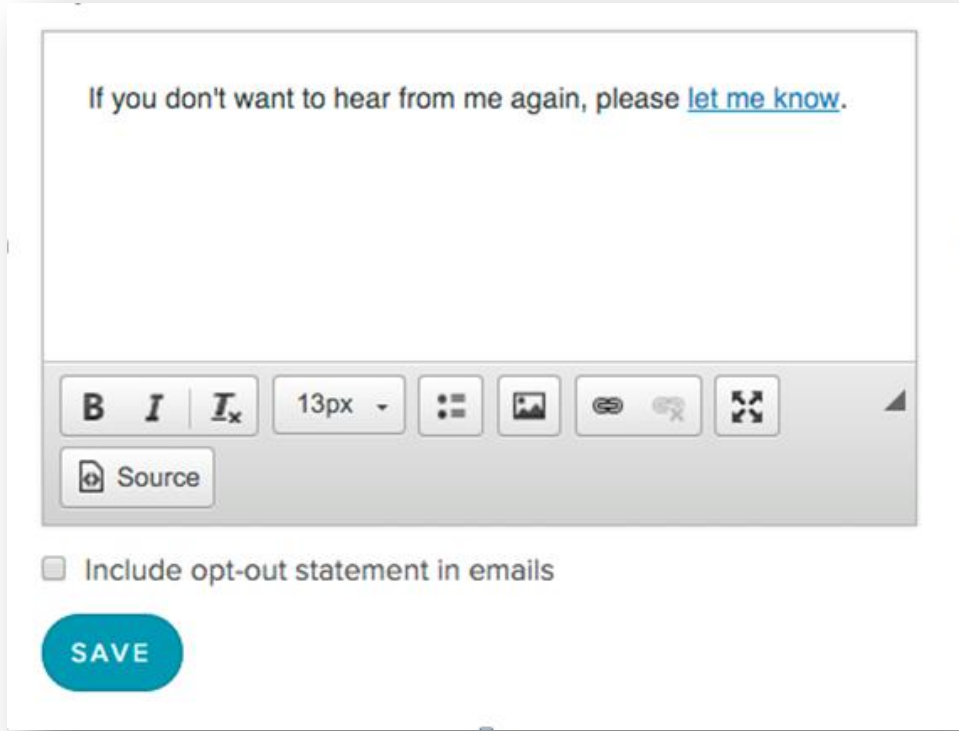 If you don't want to hear from me again, please let me know.
B I Tx 13px
Source
Include opt-out statement in emails
SAVE